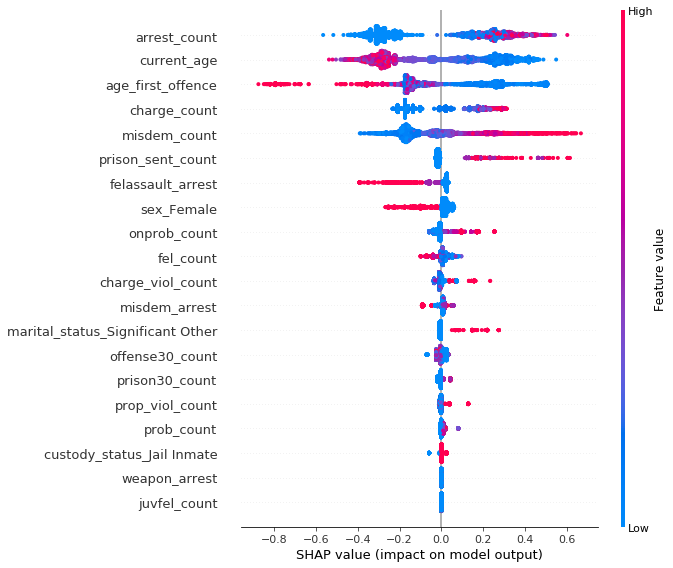 High
arrest_count
current_age
age_first_offence
charge_count
misdem_count
prison_sent_count
felassault_arrest
sex_Female
onprob_count
fel_count
charge_viol_count
misdem_arrest
marital_status_Significant Other
offense30_count
prison30_count
prop_viol_count
prob_count
custody_status_Jail Inmate
weapon_arrest
juvfel_count
Feature value
Low
−0.8 −0.6 −0.4 −0.2 0.0 0.2 0.4 0.6
SHAP value (impact on model output)